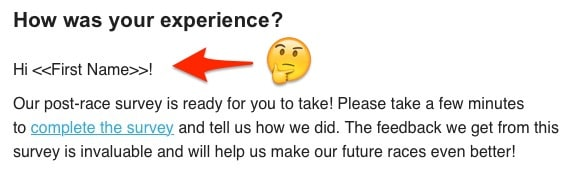 How was your experience?
Hi <<First Name>>!
Our post-race survey is ready for you to take! Please take a few minutes
to complete the survey and tell us how we did. The feedback we get from this
survey is invaluable and will help us make our future races even better!